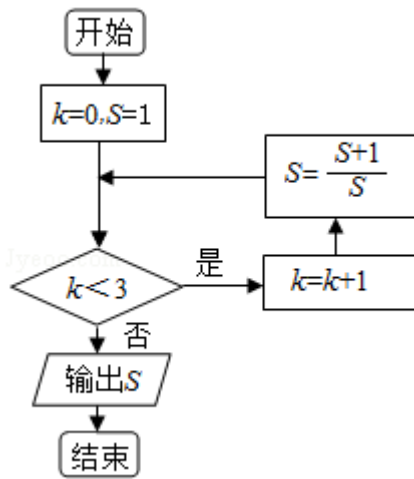 开始
k=0,S=1
S= S+1/S
k<3
是
k=k+1
否
输出S
结束